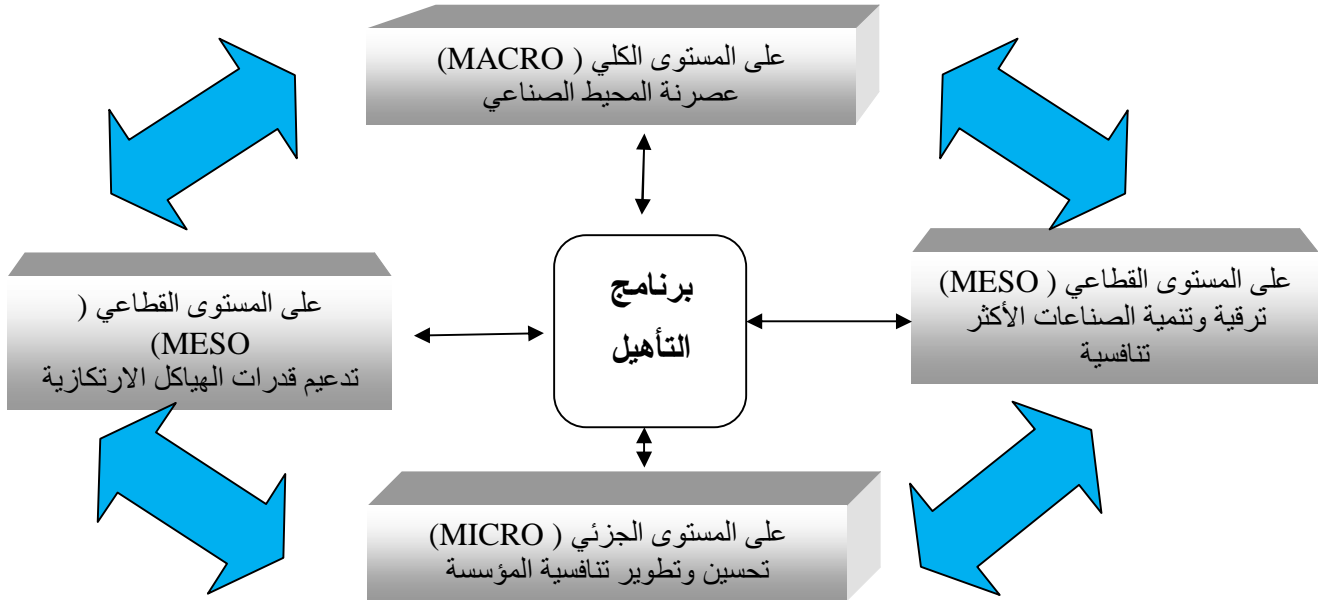 على المستوى الكلي ( MACRO)
عصرنة المحيط الصناعي
على المستوى القطاعي ( MESO)
ترقية وتنمية الصناعات الأكثر
تنافسية
برنامج
التأهيل
على المستوى القطاعي (
MESO)
تدعيم قدرات الهياكل الارتكازية
على المستوى الجزئي ( MICRO)
تحسين وتطوير تنافسية المؤسسة